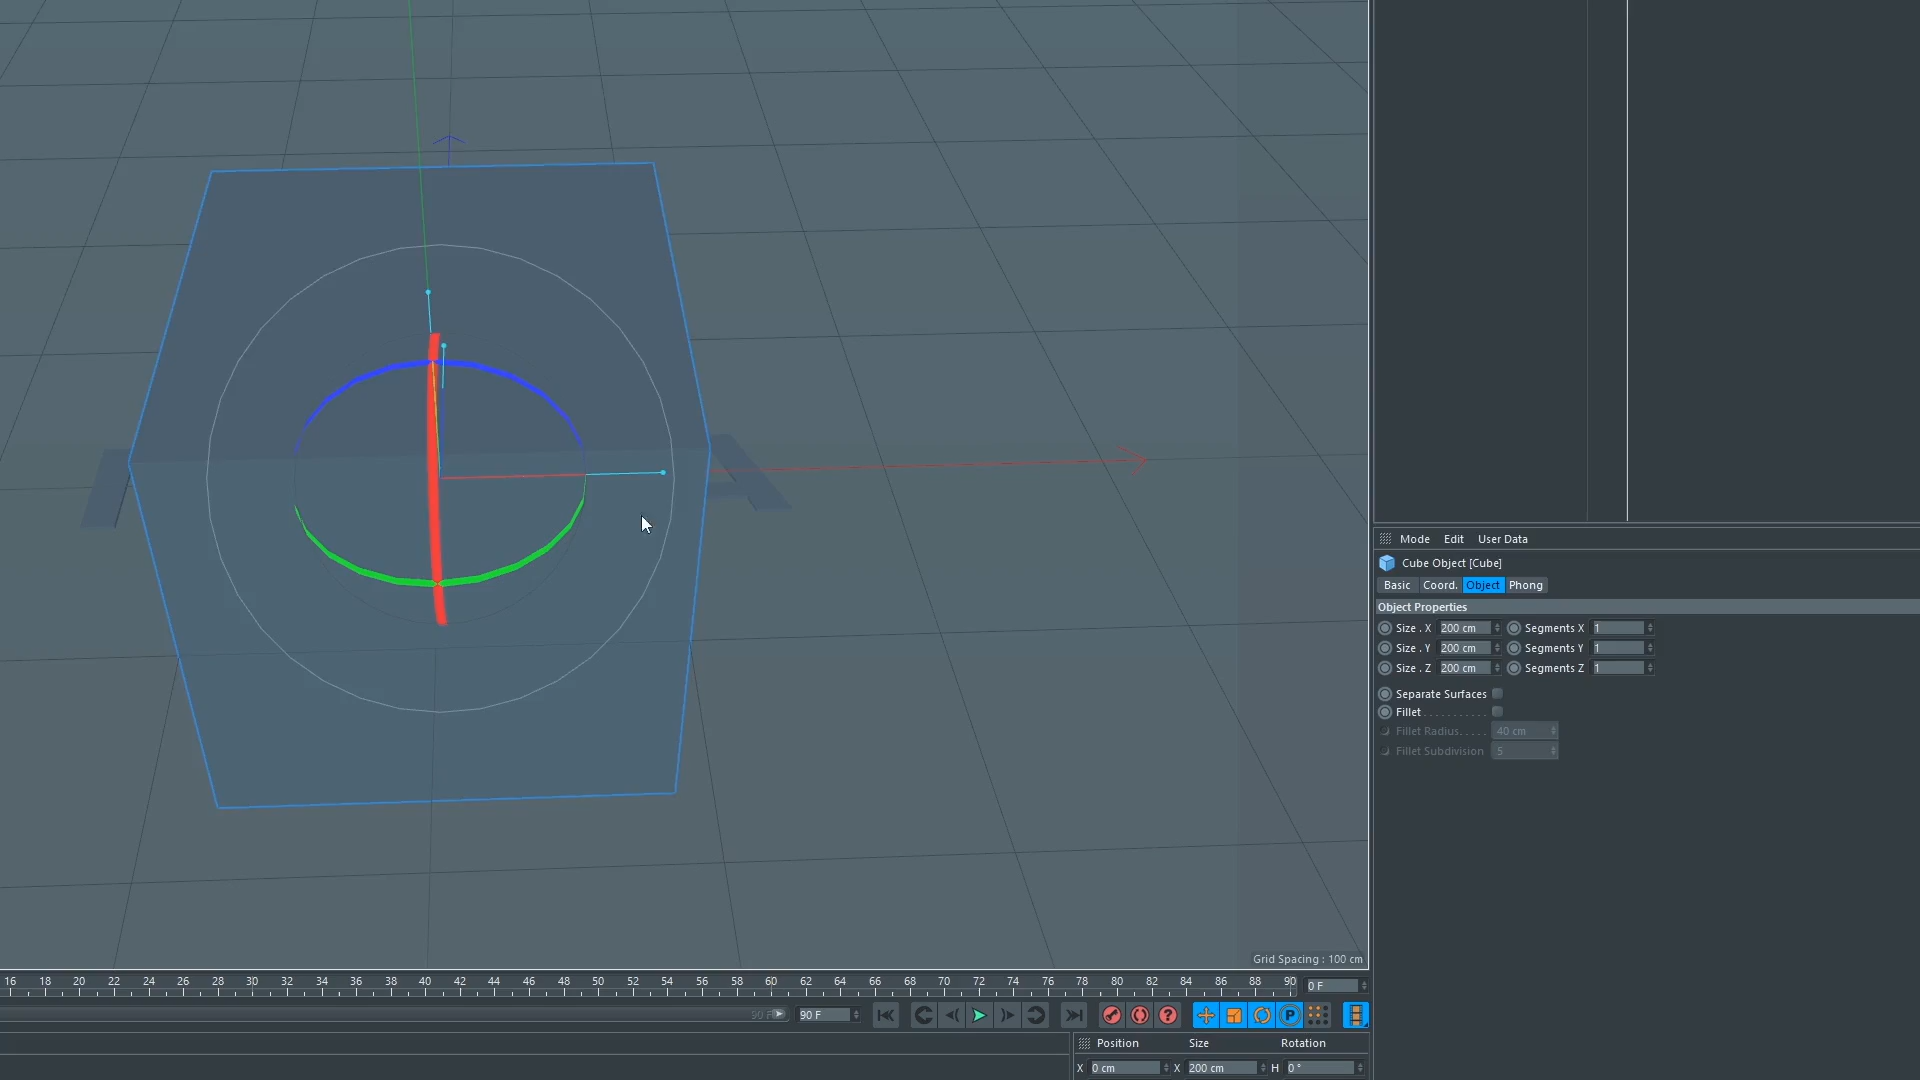 Mode Edit User Data
Cube Object [Cube]
Basic Coord. Object Phong
Object Properties
Size . X 200 cm Segments X 1
Size . Y 200 cm Segments Y 1
Size . Z 200 cm Segments Z 1
Separate Surfaces
Fillet . . . . . . . . . . .
Fillet Radius. . . . . 40 cm
Fillet Subdivision 5
Grid Spacing : 100 cm
16 18 20 22 24 26 28 30 32 34 36 38 40 42 44 46 48 50 52 54 56 58 60 62 64 66 68 70 72 74 76 78 80 82 84 86 88 90 0 F
90 F 90 F ? P
Position Size Rotation
X 0 cm X 200 cm H 0 °